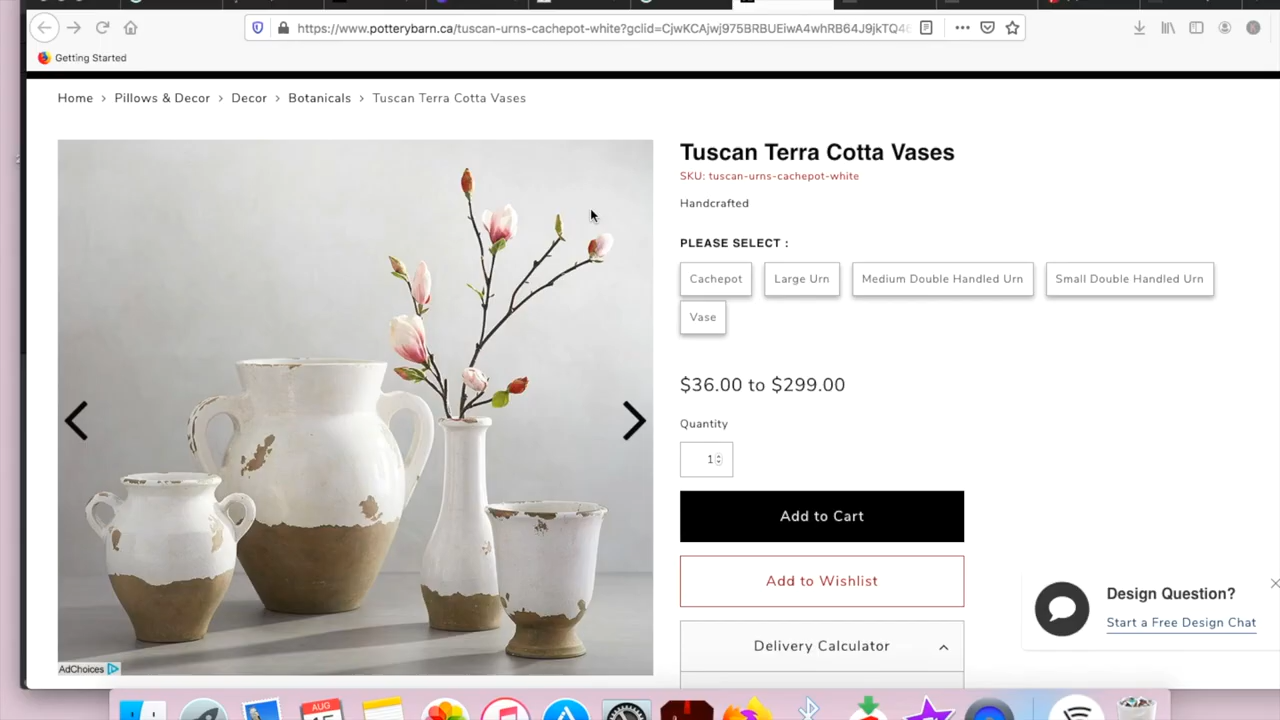 https://www.potterybarn.ca/tuscan-urns-cachepot-white?gclid=CjwKCAjwj975BRBUEiwA4whRB64J9jkTQ46
Getting Started
Home > Pillows & Decor > Decor > Botanicals > Tuscan Terra Cotta Vases
Tuscan Terra Cotta Vases
SKU: tuscan-urns-cachepot-white
Handcrafted
PLEASE SELECT :
Cachepot Large Urn Medium Double Handled Urn Small Double Handled Urn
Vase
$36.00 to $299.00
Quantity
1
Add to Cart
Add to Wishlist
Delivery Calculator
Design Question?
Start a Free Design Chat
AdChoices
AUG